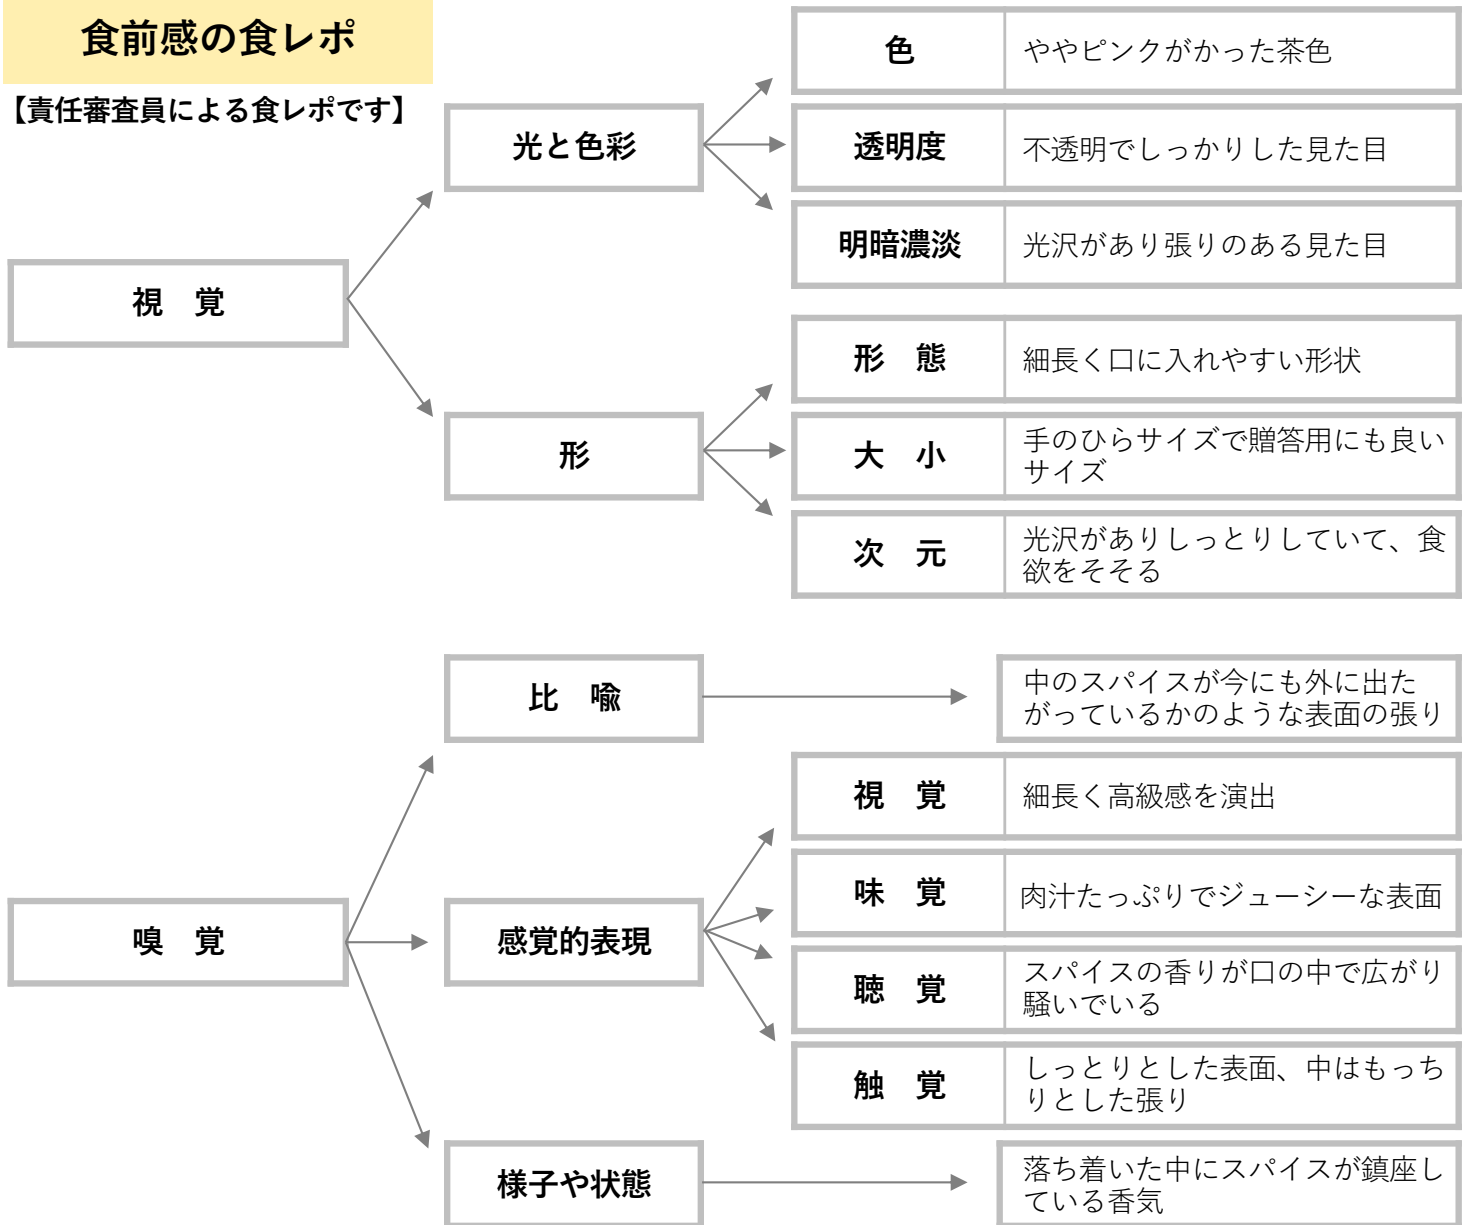 食前感の食レポ
【責任審査員による食レポです】
視　覚
光と色彩
色
ややピンクがかった茶色
透明度
不透明でしっかりした見た目
明暗濃淡
光沢があり張りのある見た目
形
形　態
細長く口に入れやすい形状
大　小
手のひらサイズで贈答用にも良い
サイズ
次　元
光沢がありしっとりしていて、食
欲をそそる
嗅　覚
比　喩
中のスパイスが今にも外に出た
がっているかのような表面の張り
感覚的表現
視　覚
細長く高級感を演出
味　覚
肉汁たっぷりでジューシーな表面
聴　覚
スパイスの香りが口の中で広がり
騒いでいる
触　覚
しっとりとした表面、中はもっち
りとした張り
様子や状態
落ち着いた中にスパイスが鎮座し
ている香気